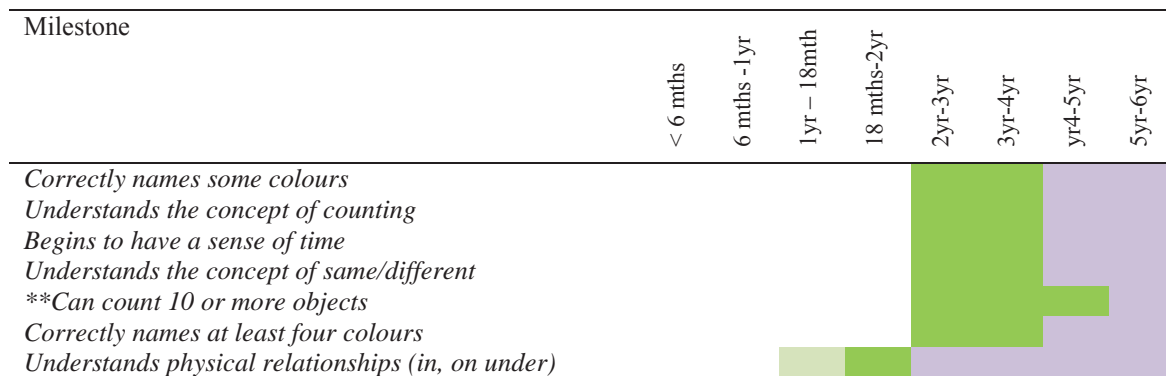 Milestone
< 6 mths
6 mths -1yr
1yr – 18mth
18 mths-2yr
2yr-3yr
3yr-4yr
yr4-5yr
5yr-6yr
Correctly names some colours
Understands the concept of counting
Begins to have a sense of time
Understands the concept of same/different
**Can count 10 or more objects
Correctly names at least four colours
Understands physical relationships (in, on under)